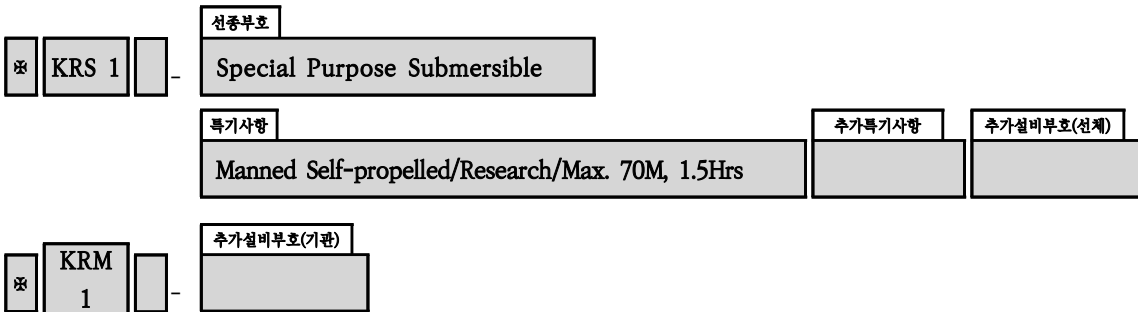 선종부호
✠ KRS 1 - Special Purpose Submersible
특기사항 추가특기사항 추가설비부호(선체)
Manned Self-propelled/Research/Max. 70M, 1.5Hrs
추가설비부호(기관)
✠ KRM 1 -